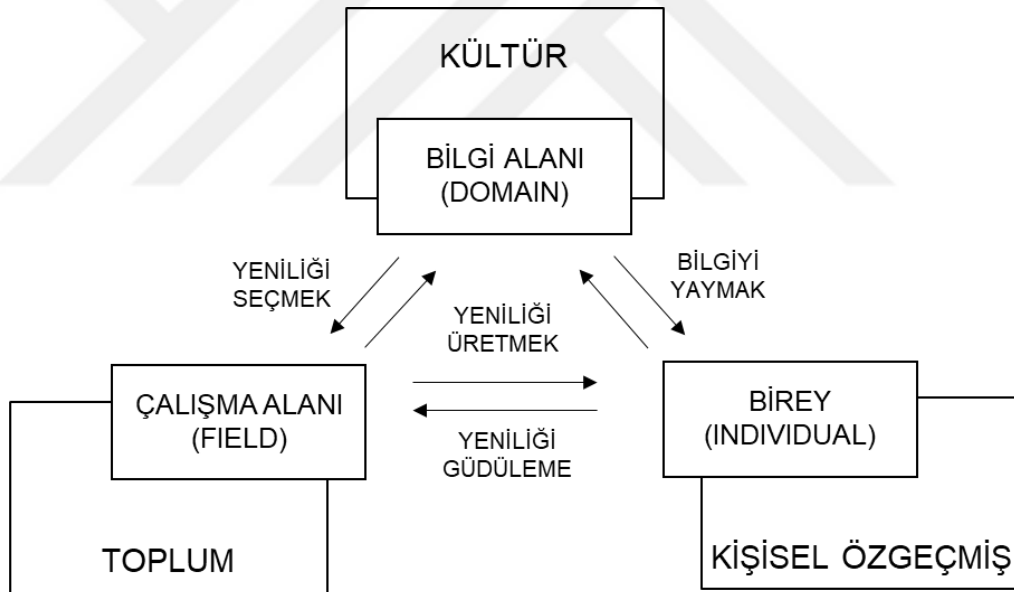 KÜLTÜR
BİLGİ ALANI
(DOMAIN)
YENİLİĞİ
SEÇMEK
BİLGİYİ
YAYMAK
YENİLİĞİ
ÜRETMEK
ÇALIŞMA ALANI
(FIELD)
BİREY
(INDIVIDUAL)
YENİLİĞİ
GÜDÜLEME
TOPLUM
KİŞİSEL ÖZGEÇMİŞ